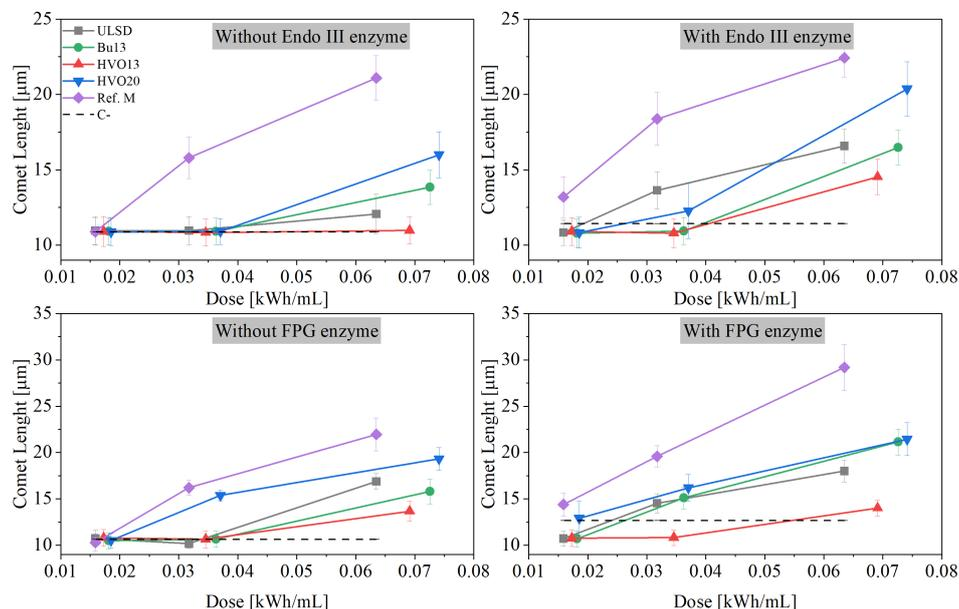 25
20
15
10
Comet Lenght [µm]
ULSD
Bu13
HVO13
HVO20
Ref. M
C-
Without Endo III enzyme
0.01 0.02 0.03 0.04 0.05 0.06 0.07 0.08
Dose [kWh/mL]
25
20
15
10
Comet Lenght [µm]
With Endo III enzyme
0.01 0.02 0.03 0.04 0.05 0.06 0.07 0.08
Dose [kWh/mL]
35
30
25
20
15
10
Comet Lenght [µm]
Without FPG enzyme
0.01 0.02 0.03 0.04 0.05 0.06 0.07 0.08
Dose [kWh/mL]
35
30
25
20
15
10
Comet Lenght [µm]
With FPG enzyme
0.01 0.02 0.03 0.04 0.05 0.06 0.07 0.08
Dose [kWh/mL]